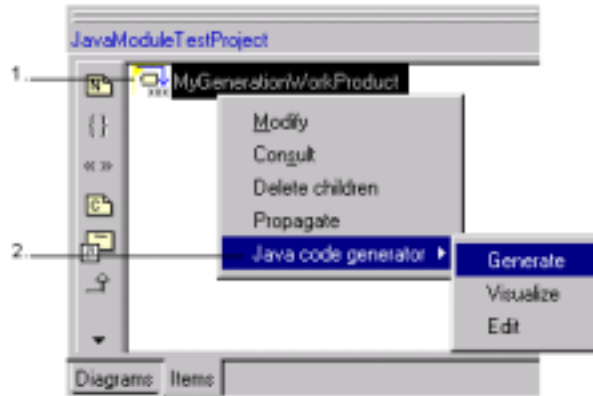 JavaModuleTestProject
1.
MyGenerationWorkProduct
N
{ }
Modify
Consult
« »
Delete children
C
Propagate
2.
Java code generator
Generate
Visualize
Edit
Diagrams Items